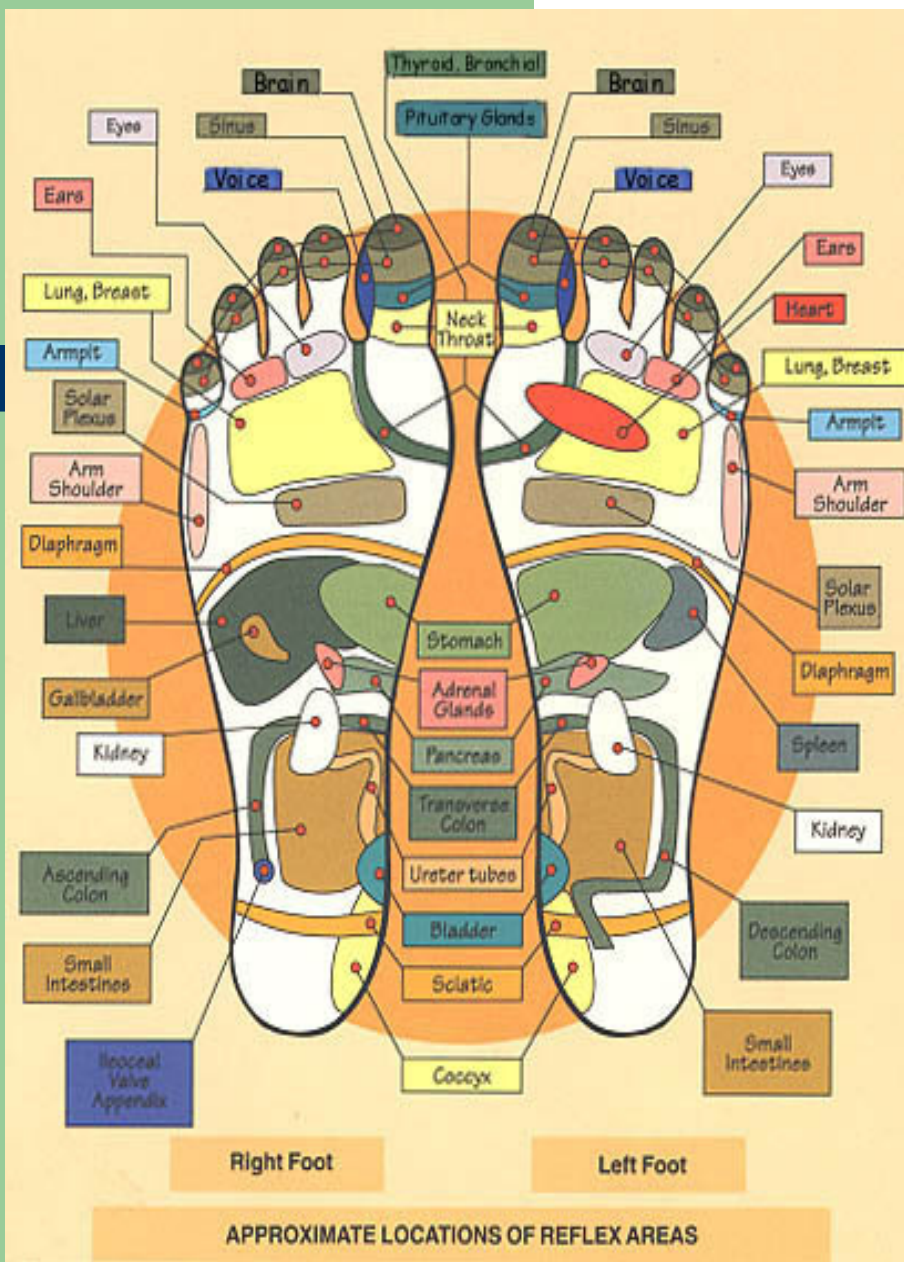 Thyroid, Bronchial
Brain
Brain
Pituitory Glands
Eyes
Sinus
Sinus
Voice
Voice
Eyes
Ears
Ears
Lung, Breast
Heart
Neck
Throat
Armpit
Lung, Breast
Solar
Plexus
Armpit
Arm
Shoulder
Arm
Shoulder
Diaphragm
Solar
Plexus
Liver
Stomach
Diaphragm
Gallbladder
Adrenal
Glands
Kidney
Pancreas
Spleen
Transverse
Colon
Kidney
Ascending
Colon
Ureter tubes
Bladder
Descending
Colon
Small
Intestines
Sciatic
Small
Intestines
Ileoceal
Valve
Appendix
Coccyx
Right Foot
Left Foot
APPROXIMATE LOCATIONS OF REFLEX AREAS